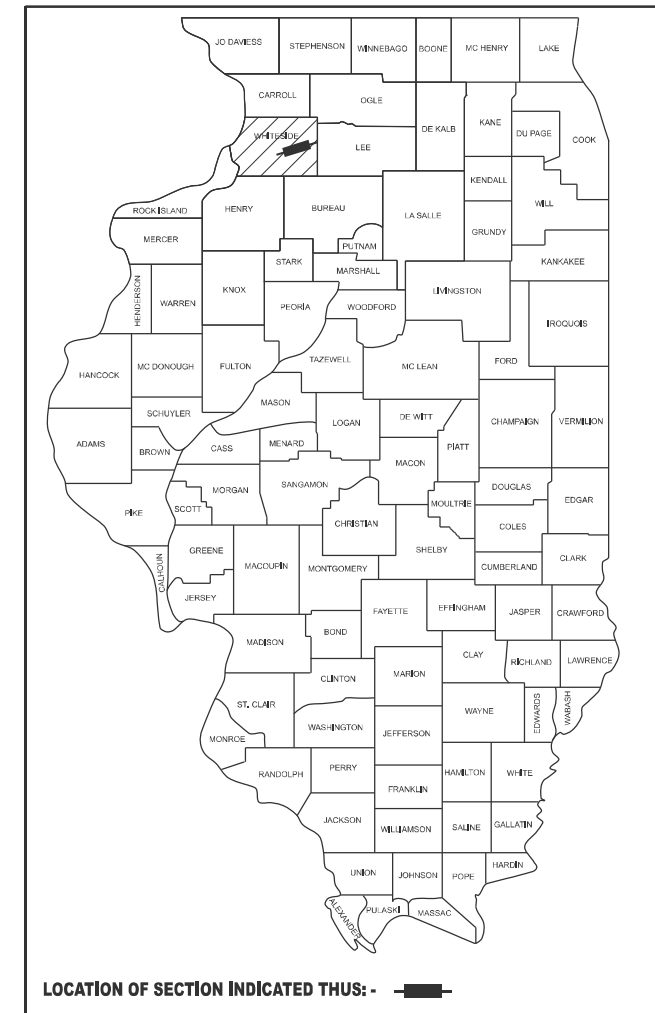 JO DAVIESS STEPHENSON WINNEBAGO BOONE MC HENRY LAKE
CARROLL OGLE
WHITESIDE LEE DE KALB KANE DU PAGE COOK
KENDALL WILL
ROCK ISLAND HENRY BUREAU LA SALLE GRUNDY
MERCER PUTNAM KANKAKEE
STARK MARSHALL
HENDERSON WARREN KNOX PEORIA WOODFORD LIVINGSTON IROQUOIS
HANCOCK MC DONOUGH FULTON TAZEWELL MC LEAN FORD
SCHUYLER MASON LOGAN DE WITT CHAMPAIGN VERMILION
ADAMS BROWN CASS MENARD PIATT
MACON
PIKE SCOTT MORGAN SANGAMON MOULTRIE DOUGLAS EDGAR
CHRISTIAN COLES
CALHOUN GREENE MACOUPIN MONTGOMERY SHELBY CUMBERLAND CLARK
JERSEY FAYETTE EFFINGHAM JASPER CRAWFORD
MADISON BOND
CLAY RICHLAND LAWRENCE
CLINTON MARION
ST. CLAIR WAYNE EDWARDS WABASH
MONROE WASHINGTON JEFFERSON
RANDOLPH PERRY HAMILTON WHITE
FRANKLIN
JACKSON WILLIAMSON SALINE GALLATIN
UNION JOHNSON POPE HARDIN
ALEXANDER PULASKI MASSAC
LOCATION OF SECTION INDICATED THUS: -